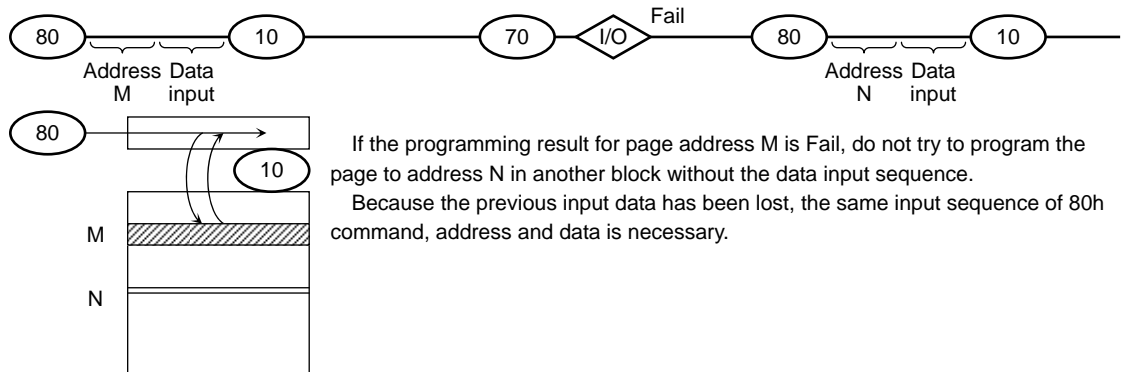 Fail
80 10 70 I/O 80 10
Address Data Address Data
M input N input
80
If the programming result for page address M is Fail, do not try to program the
10
page to address N in another block without the data input sequence.
Because the previous input data has been lost, the same input sequence of 80h
M
command, address and data is necessary.
N